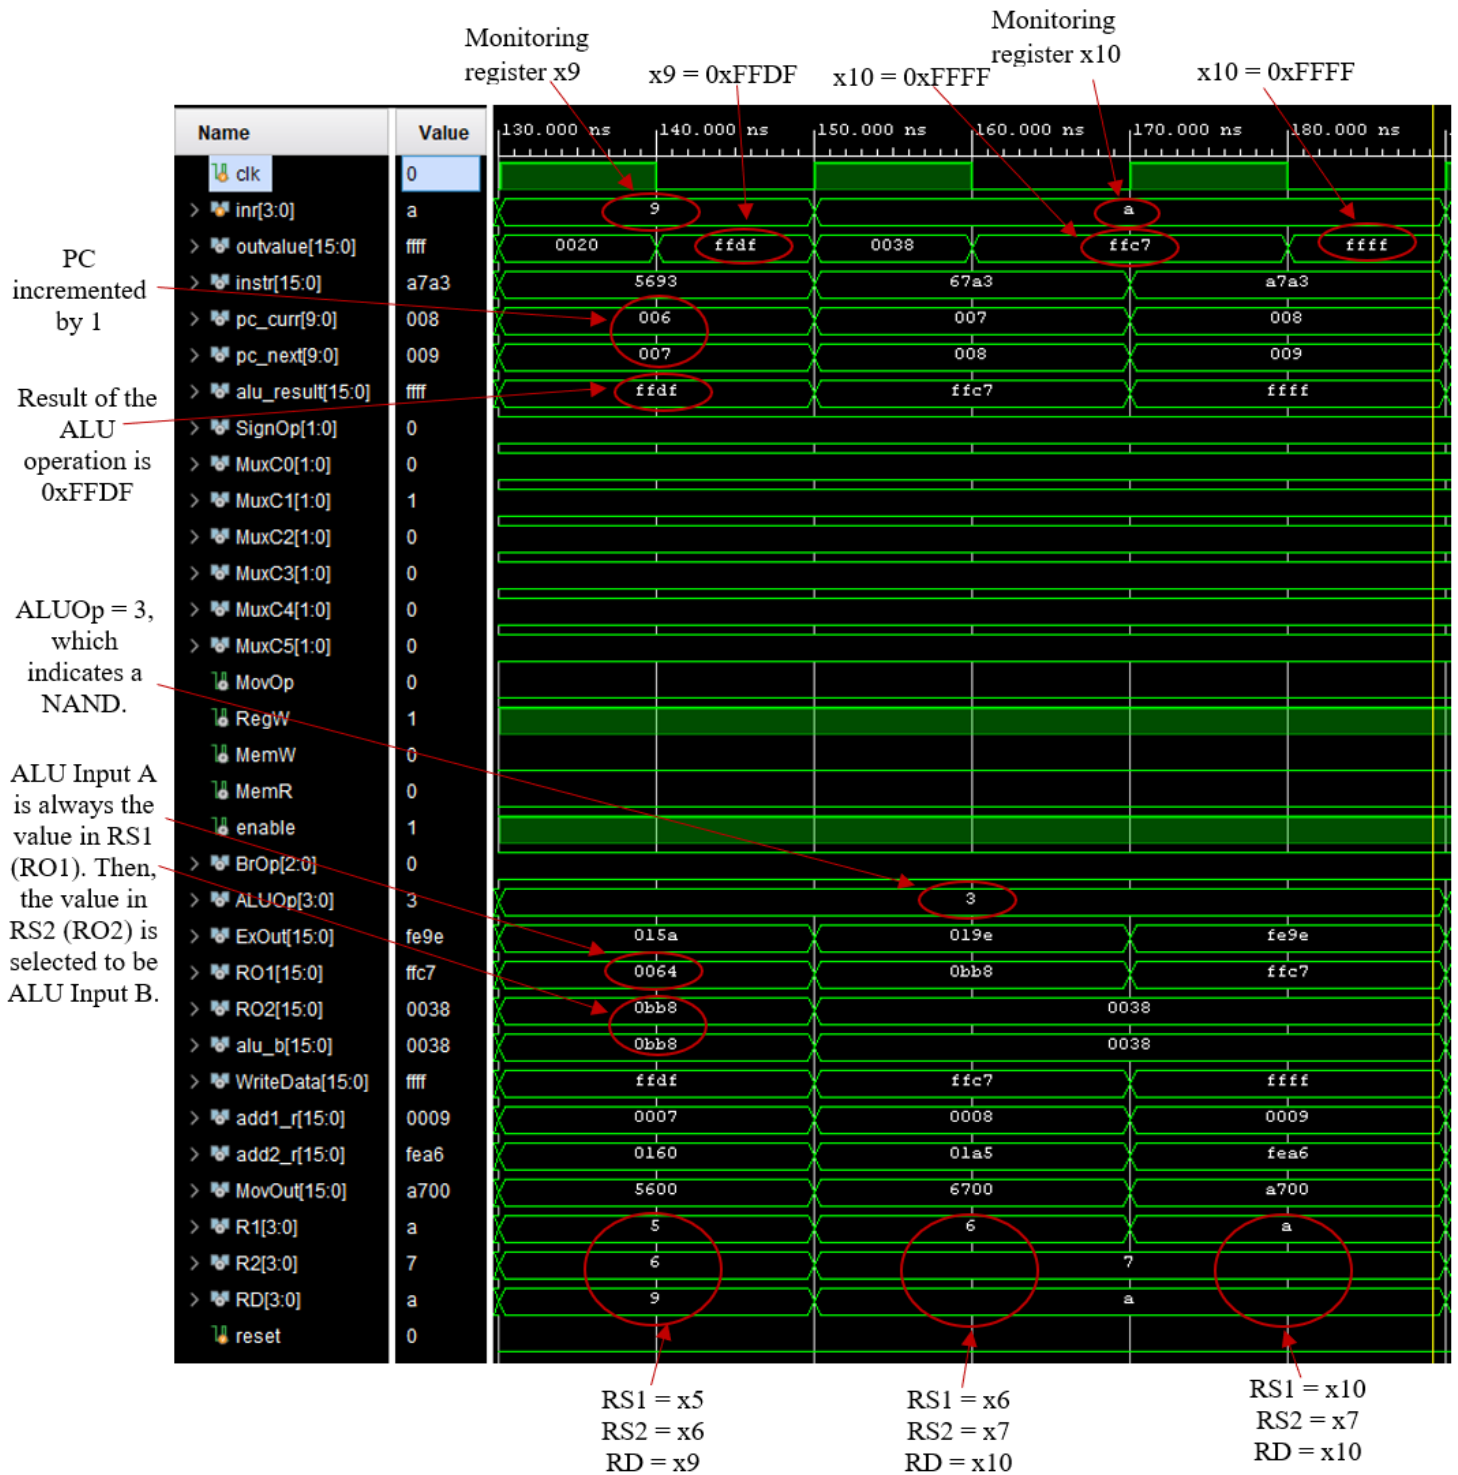 Monitoring
register x9
x9 = 0xFFDF
x10 = 0xFFFF
Monitoring
register x10
x10 = 0xFFFF
Name Value
130.000 ns 140.000 ns 150.000 ns 160.000 ns 170.000 ns 180.000 ns
clk 0
inr[3:0] a 9 a
outvalue[15:0] ffff 0020 ffdf 0038 ffc7 ffff
instr[15:0] a7a3 5693 67a3 a7a3
pc_curr[9:0] 008 006 007 008
pc_next[9:0] 009 007 008 009
alu_result[15:0] ffff ffdf ffc7 ffff
SignOp[1:0] 0
MuxC0[1:0] 0
MuxC1[1:0] 1
MuxC2[1:0] 0
MuxC3[1:0] 0
MuxC4[1:0] 0
MuxC5[1:0] 0
MovOp 0
RegW 1
MemW 0
MemR 0
enable 1
BrOp[2:0] 0
ALUOp[3:0] 3 3
ExOut[15:0] fe9e 015a 019e fe9e
RO1[15:0] ffc7 0064 0bb8 ffc7
RO2[15:0] 0038 0bb8 0038
alu_b[15:0] 0038 0bb8 0038
WriteData[15:0] ffff ffdf ffc7 ffff
add1_r[15:0] 0009 0007 0008 0009
add2_r[15:0] fea6 0160 01a5 fea6
MovOut[15:0] a700 5600 6700 a700
R1[3:0] a 5 6 a
R2[3:0] 7 6 7
RD[3:0] a 9 a
reset 0
PC
incremented
by 1
Result of the
ALU
operation is
0xFFDF
ALUOp = 3,
which
indicates a
NAND.
ALU Input A
is always the
value in RS1
(RO1). Then,
the value in
RS2 (RO2) is
selected to be
ALU Input B.
RS1 = x5
RS2 = x6
RD = x9
RS1 = x6
RS2 = x7
RD = x10
RS1 = x10
RS2 = x7
RD = x10